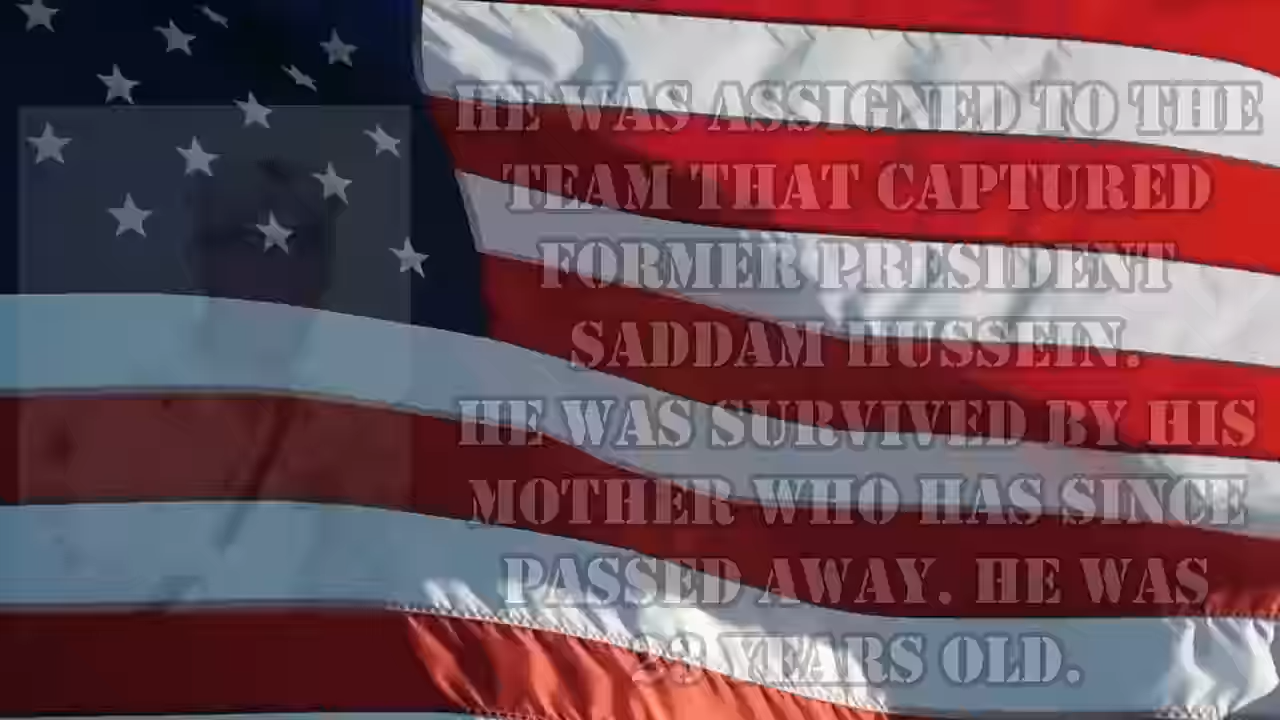 HE WAS ASSIGNED TO THE
TEAM THAT CAPTURED
FORMER PRESIDENT
SADDAM HUSSEIN.
HE WAS SURVIVED BY HIS
MOTHER WHO HAS SINCE
PASSED AWAY. HE WAS
23 YEARS OLD.